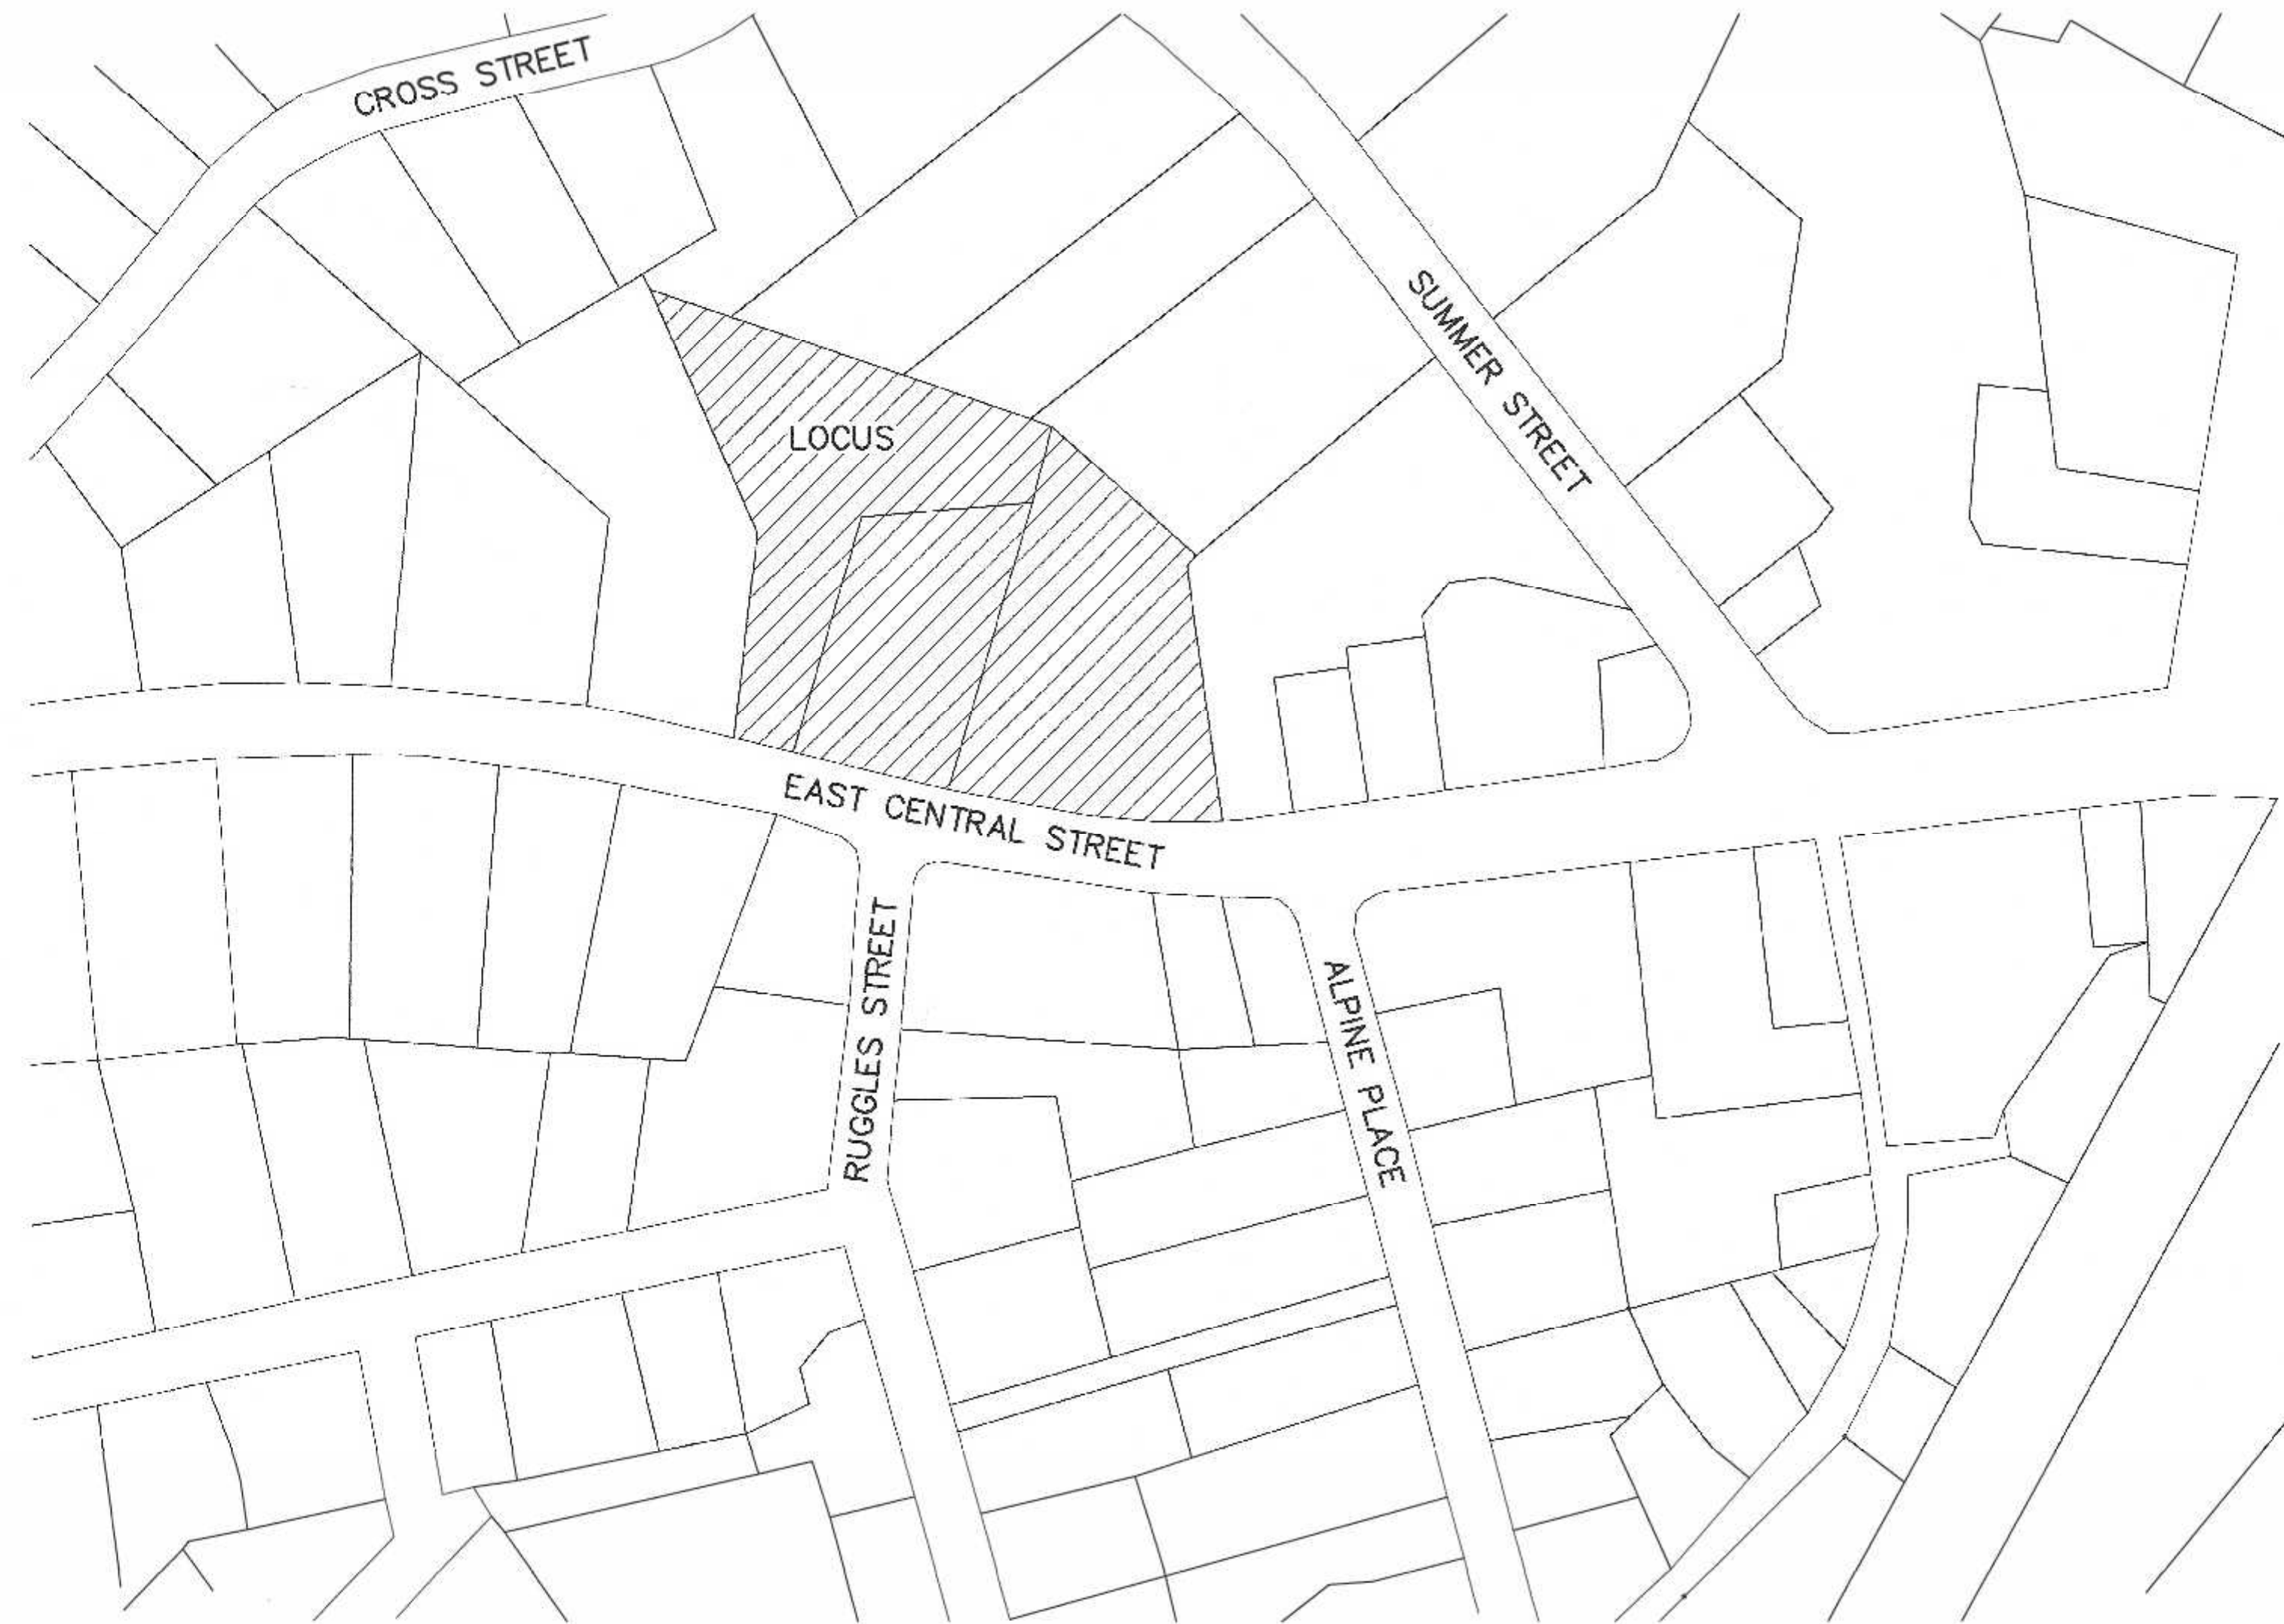 CROSS STREET
SUMMER STREET
LOCUS
EAST CENTRAL STREET
RUGGLES STREET
ALPINE PLACE